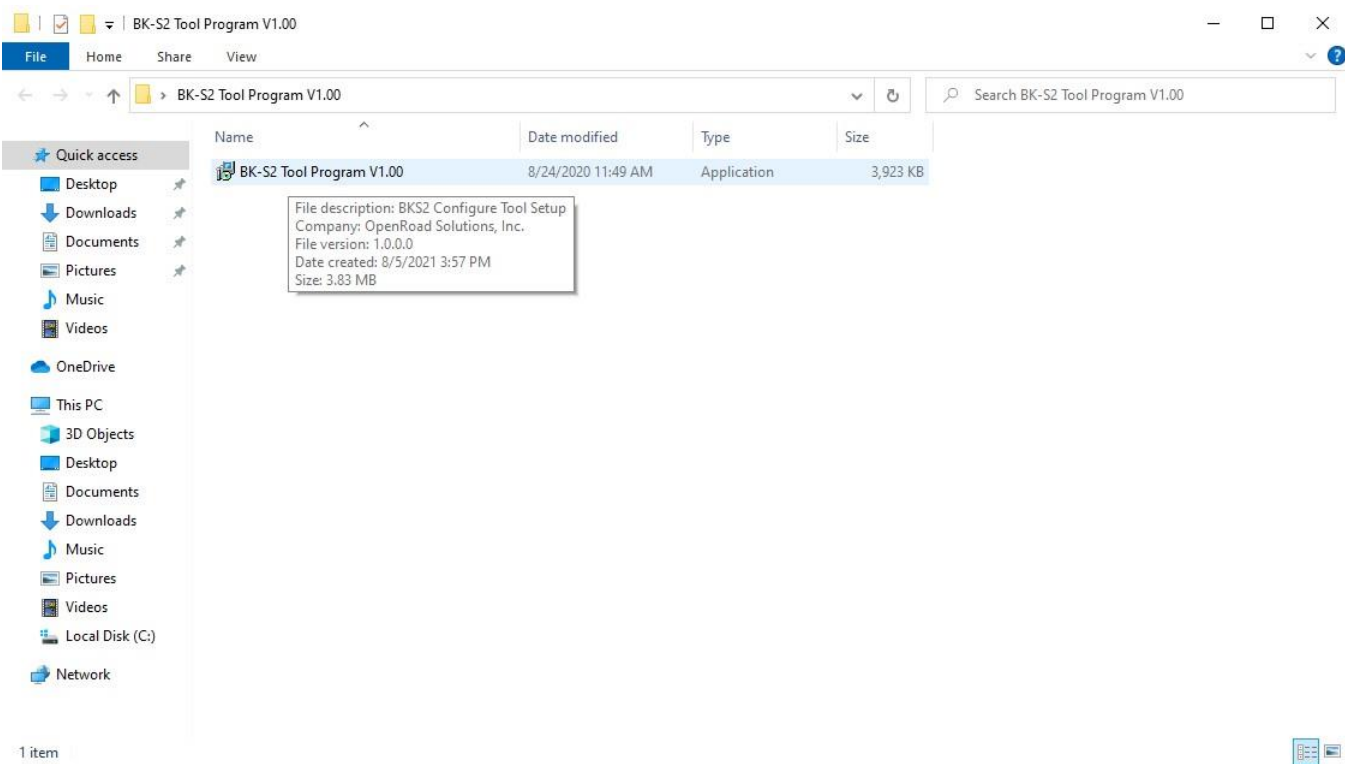 BK-S2 Tool Program V1.00
File Home Share View
BK-S2 Tool Program V1.00
Search BK-S2 Tool Program V1.00
Name Date modified Type Size
BK-S2 Tool Program V1.00 8/24/2020 11:49 AM Application 3,923 KB
File description: BKS2 Configure Tool Setup
Company: OpenRoad Solutions, Inc.
File version: 1.0.0.0
Date created: 8/5/2021 3:57 PM
Size: 3.83 MB
Quick access
Desktop
Downloads
Documents
Pictures
Music
Videos
OneDrive
This PC
3D Objects
Desktop
Documents
Downloads
Music
Pictures
Videos
Local Disk (C:)
Network
1 item